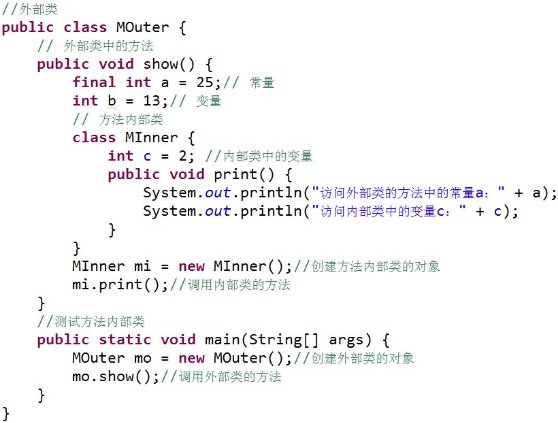 //外部类
public class MOuter {
    // 外部类中的方法
    public void show() {
        final int a = 25;// 常量
        int b = 13;// 变量
        // 方法内部类
        class MInner {
            int c = 2; //内部类中的变量
            public void print() {
                System.out.println("访问外部类的方法中的常量a：" + a);
                System.out.println("访问内部类中的变量c：" + c);
            }
        }
        MInner mi = new MInner();//创建方法内部类的对象
        mi.print();//调用内部类的方法
    }
    //测试方法内部类
    public static void main(String[] args) {
        MOuter mo = new MOuter();//创建外部类的对象
        mo.show();//调用外部类的方法
    }
}